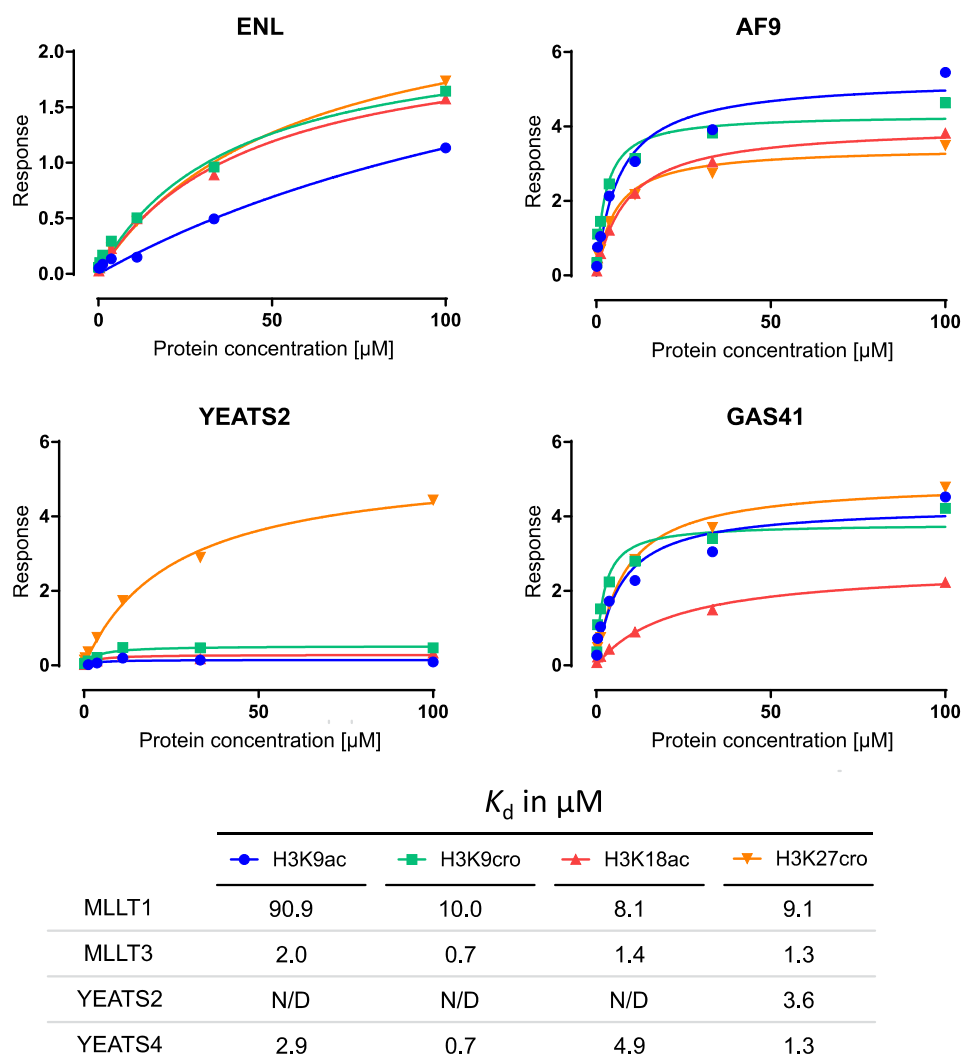 ENL
AF9
2.0
1.5
1.0
0.5
0.0
Response
0
50
100
Protein concentration [µM]
6
4
2
0
Response
0
50
100
Protein concentration [µM]
YEATS2
GAS41
6
4
2
0
Response
0
50
100
Protein concentration [µM]
6
4
2
0
Response
0
50
100
Protein concentration [µM]
Kd in µM
H3K9ac H3K9cro H3K18ac H3K27cro
MLLT1 90.9 10.0 8.1 9.1
MLLT3 2.0 0.7 1.4 1.3
YEATS2 N/D N/D N/D 3.6
YEATS4 2.9 0.7 4.9 1.3